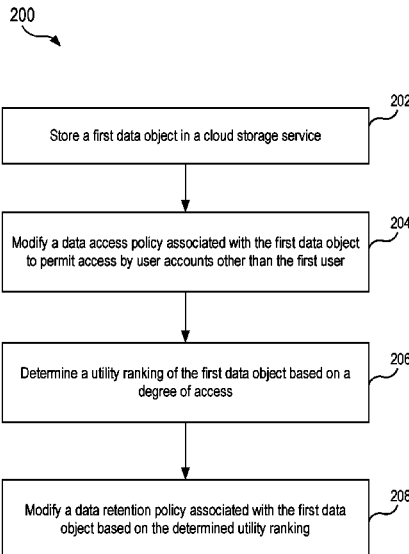 200
202
Store a first data object in a cloud storage service
204
Modify a data access policy associated with the first data object
to permit access by user accounts other than the first user
206
Determine a utility ranking of the first data object based on a
degree of access
208
Modify a data retention policy associated with the first data
object based on the determined utility ranking